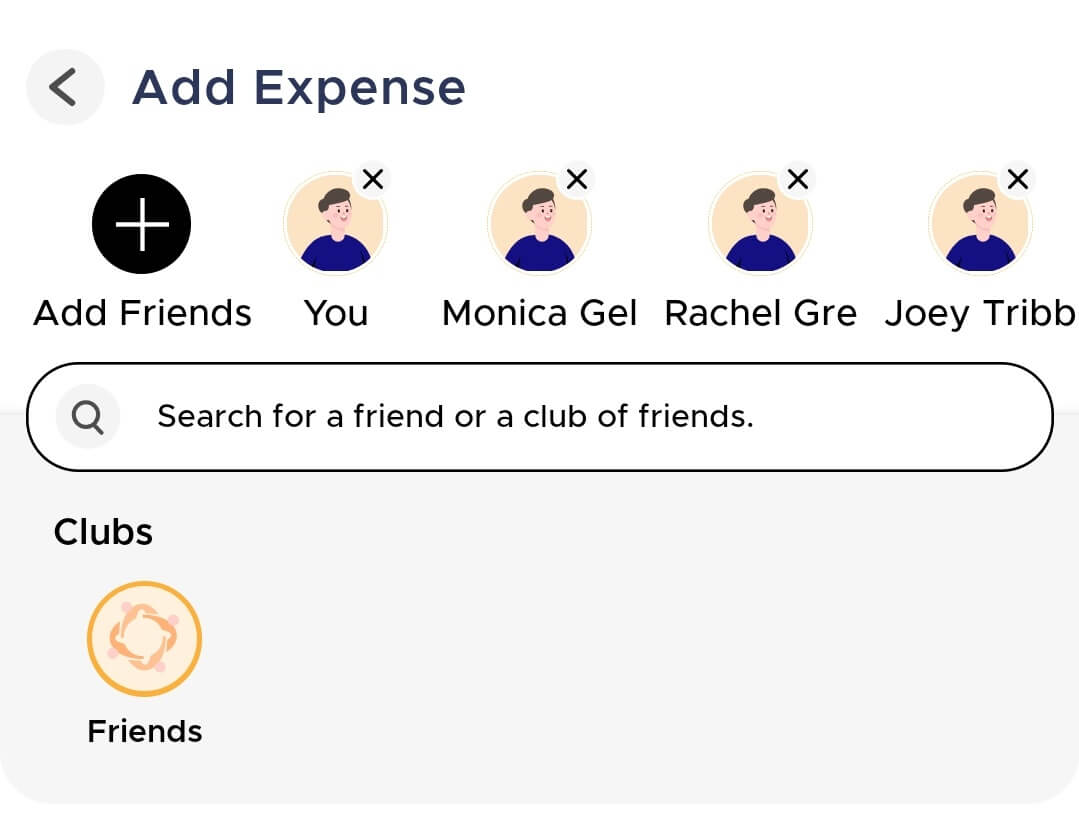 Add Expense
Add Friends You Monica Gel Rachel Gre Joey Tribb
Search for a friend or a club of friends.
Clubs
Friends